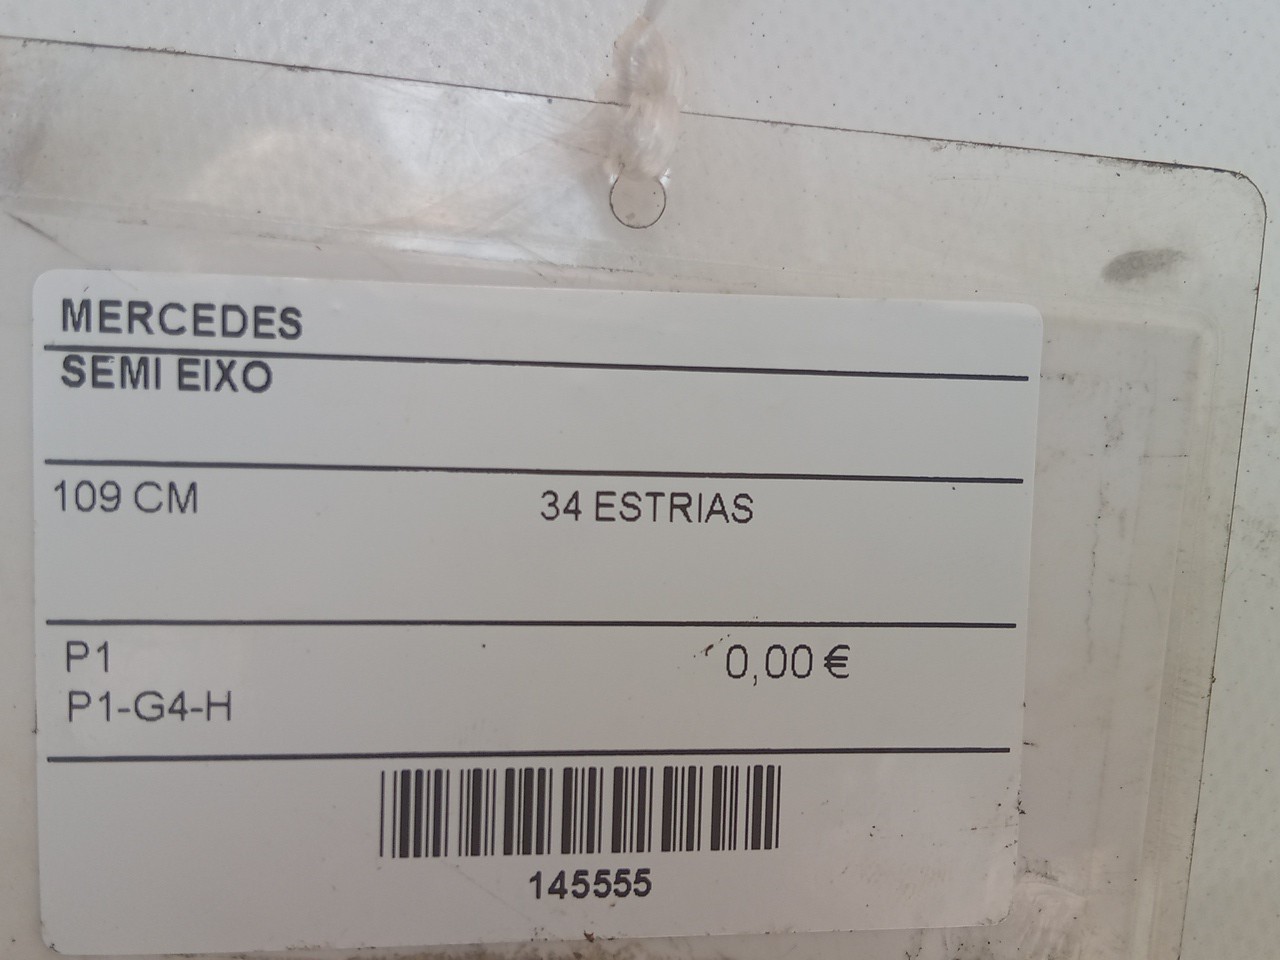 MERCEDES
SEMI EIXO
109 CM 34 ESTRIAS
P1 0,00 €
P1-G4-H
145555